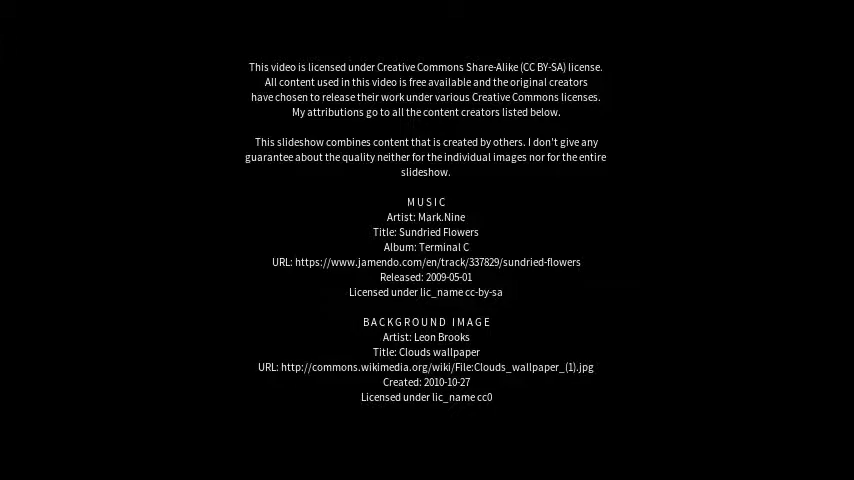 This video is licensed under Creative Commons Share-Alike (CC BY-SA) license.
All content used in this video is free available and the original creators
have chosen to release their work under various Creative Commons licenses.
My attributions go to all the content creators listed below.
This slideshow combines content that is created by others. I don't give any
guarantee about the quality neither for the individual images nor for the entire
slideshow.
MUSIC
Artist: Mark.Nine
Title: Sundried Flowers
Album: Terminal C
URL: https://www.jamendo.com/en/track/337829/sundried-flowers
Released: 2009-05-01
Licensed under lic_name cc-by-sa
BACKGROUND IMAGE
Artist: Leon Brooks
Title: Clouds wallpaper
URL: http://commons.wikimedia.org/wiki/File:Clouds_wallpaper_(1).jpg
Created: 2010-10-27
Licensed under lic_name cc0